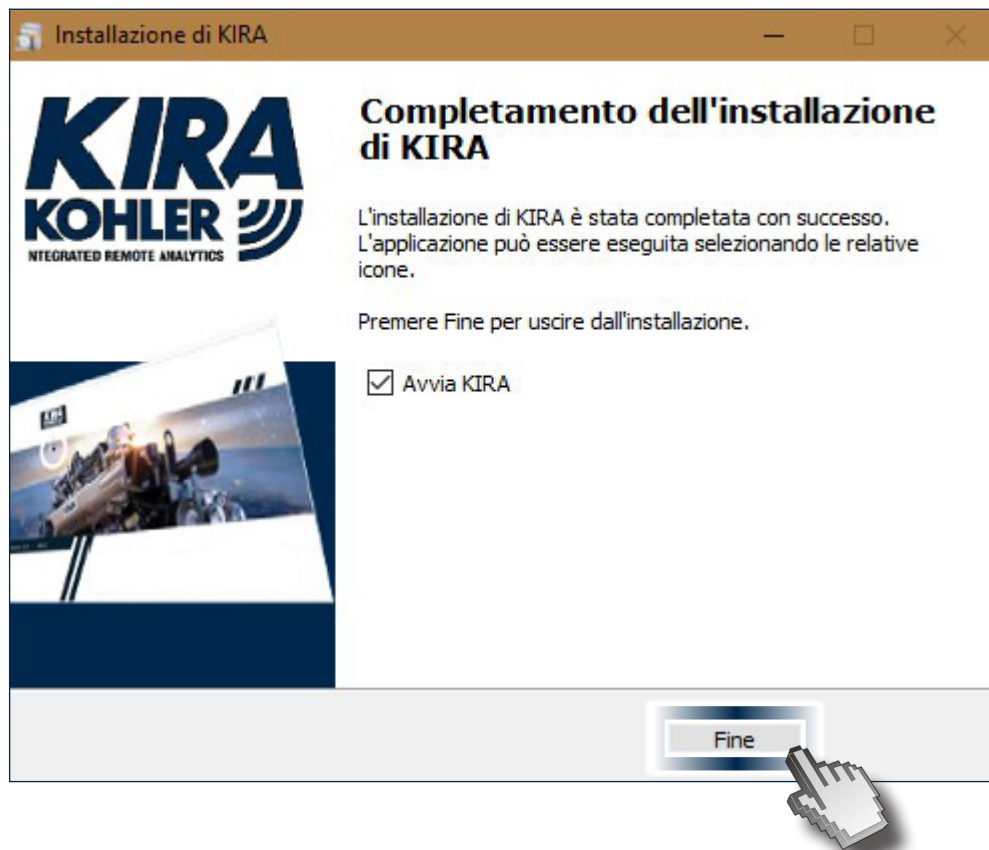 Installazione di KIRA
KIRA
KOHLER
NTEGRATED REMOTE ANALYTICS
Completamento dell'installazione
di KIRA
L'installazione di KIRA è stata completata con successo.
L'applicazione può essere eseguita selezionando le relative
icone.
Premere Fine per uscire dall'installazione.
Avvia KIRA
Fine